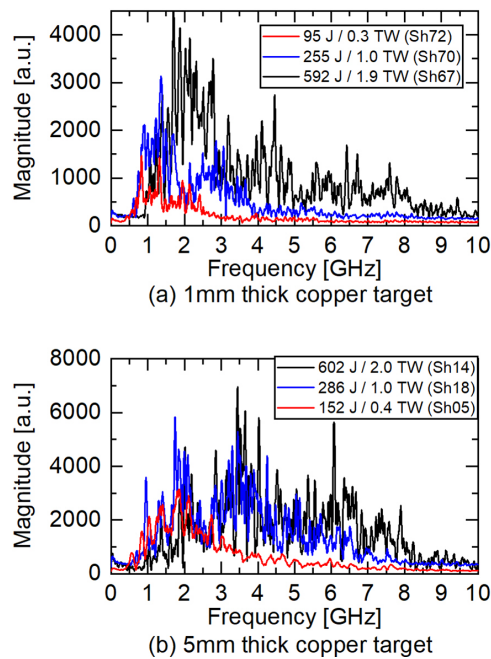 95 J / 0.3 TW (Sh72)
255 J / 1.0 TW (Sh70)
592 J / 1.9 TW (Sh67)
Magnitude [a.u.]
4000
3000
2000
1000
0
0 1 2 3 4 5 6 7 8 9 10
Frequency [GHz]
(a) 1mm thick copper target
602 J / 2.0 TW (Sh14)
286 J / 1.0 TW (Sh18)
152 J / 0.4 TW (Sh05)
Magnitude [a.u.]
8000
6000
4000
2000
0
0 1 2 3 4 5 6 7 8 9 10
Frequency [GHz]
(b) 5mm thick copper target